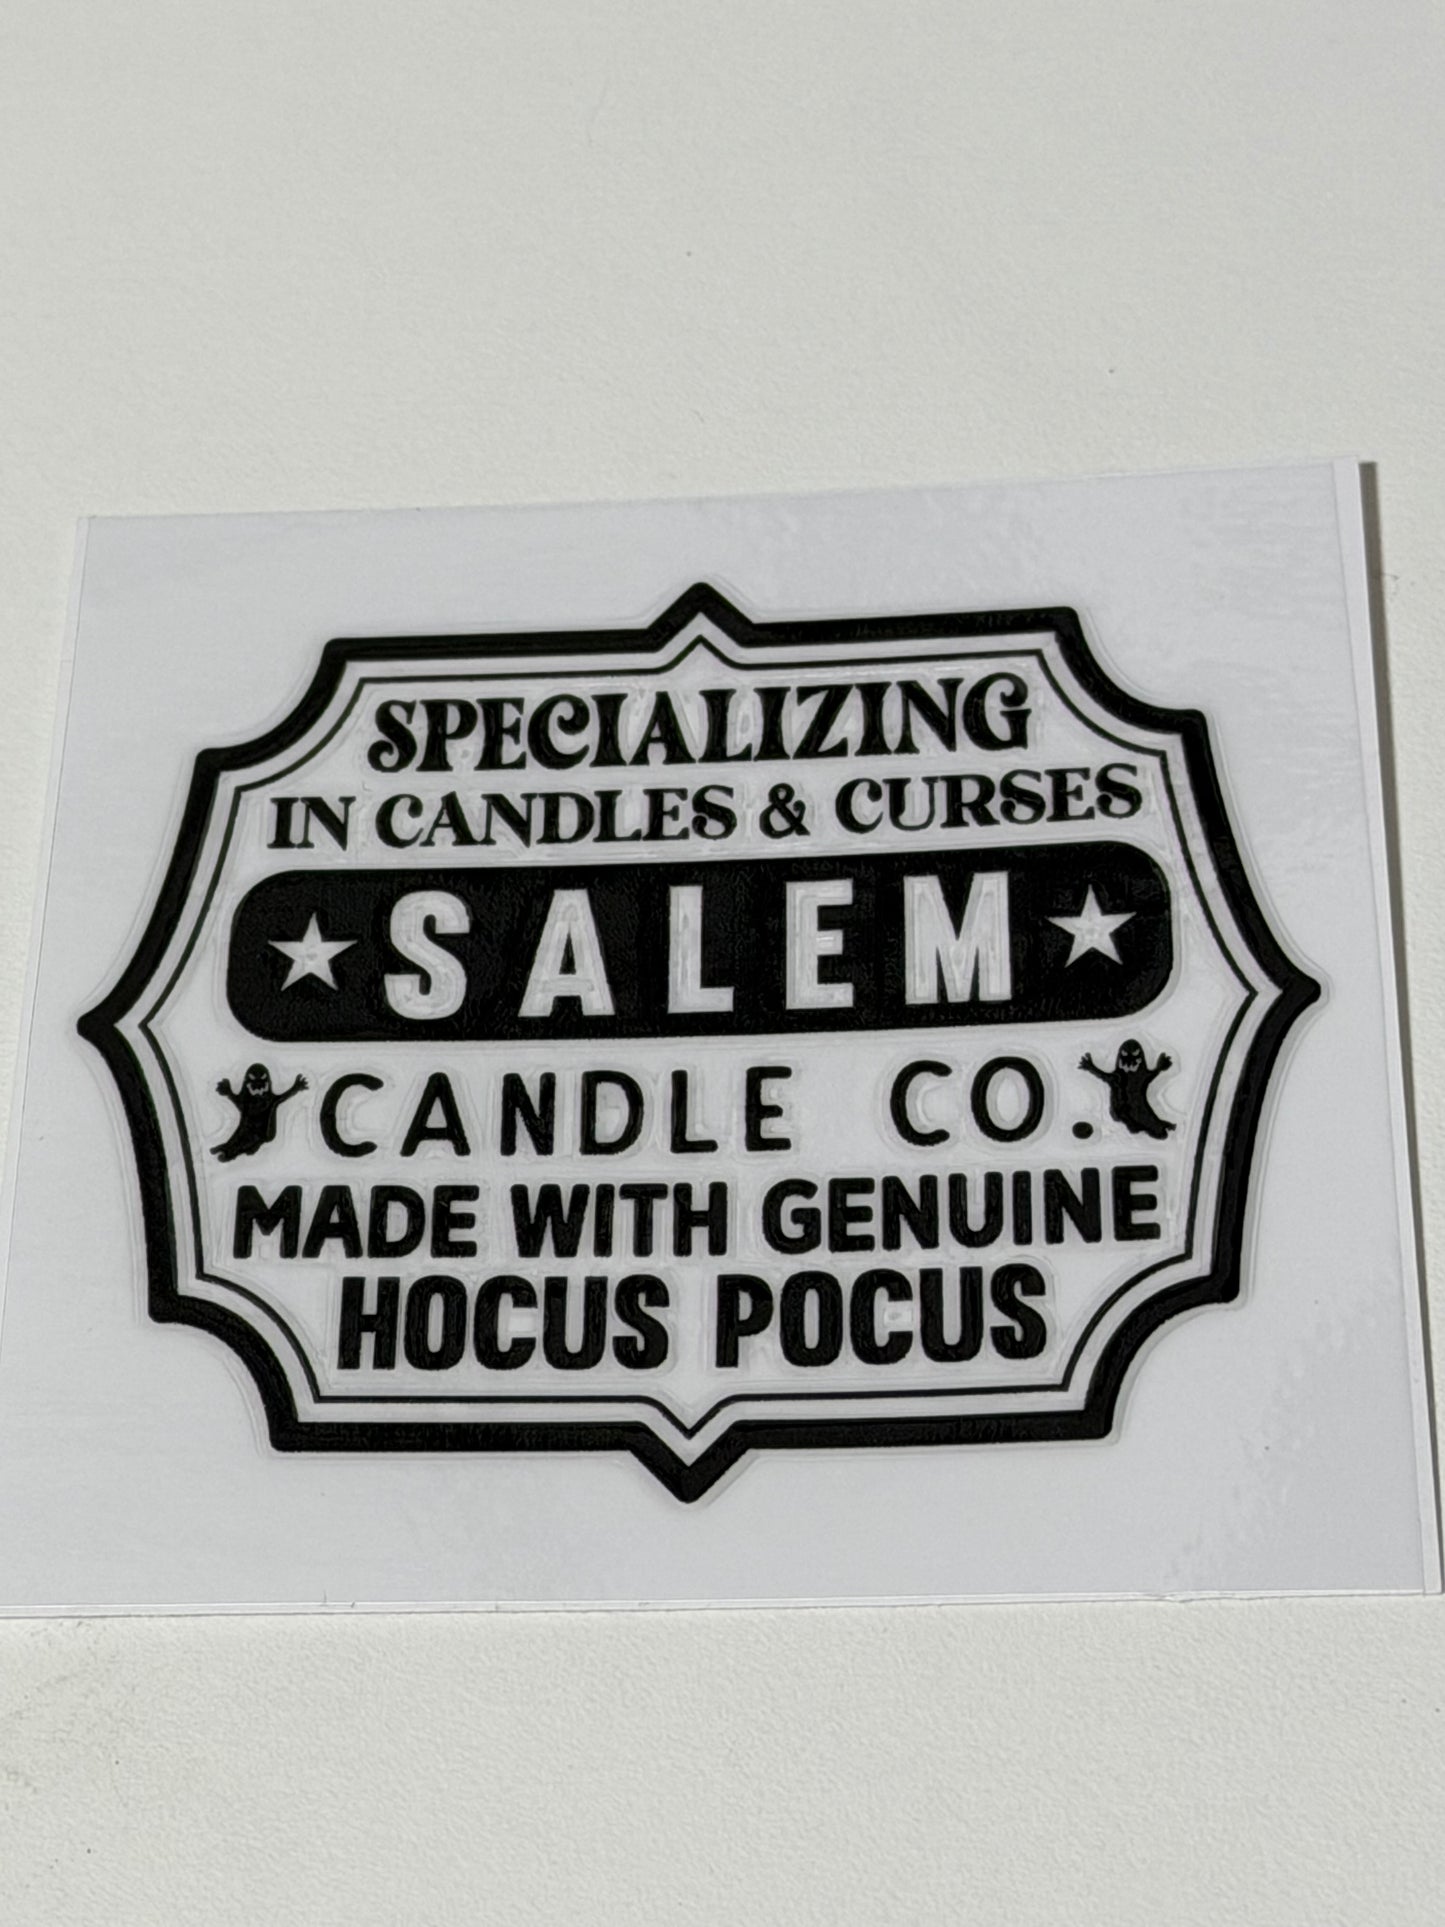 SPECIALIZING
IN CANDLES & CURSES
SALEM
CANDLE CO.
MADE WITH GENUINE
HOCUS POCUS